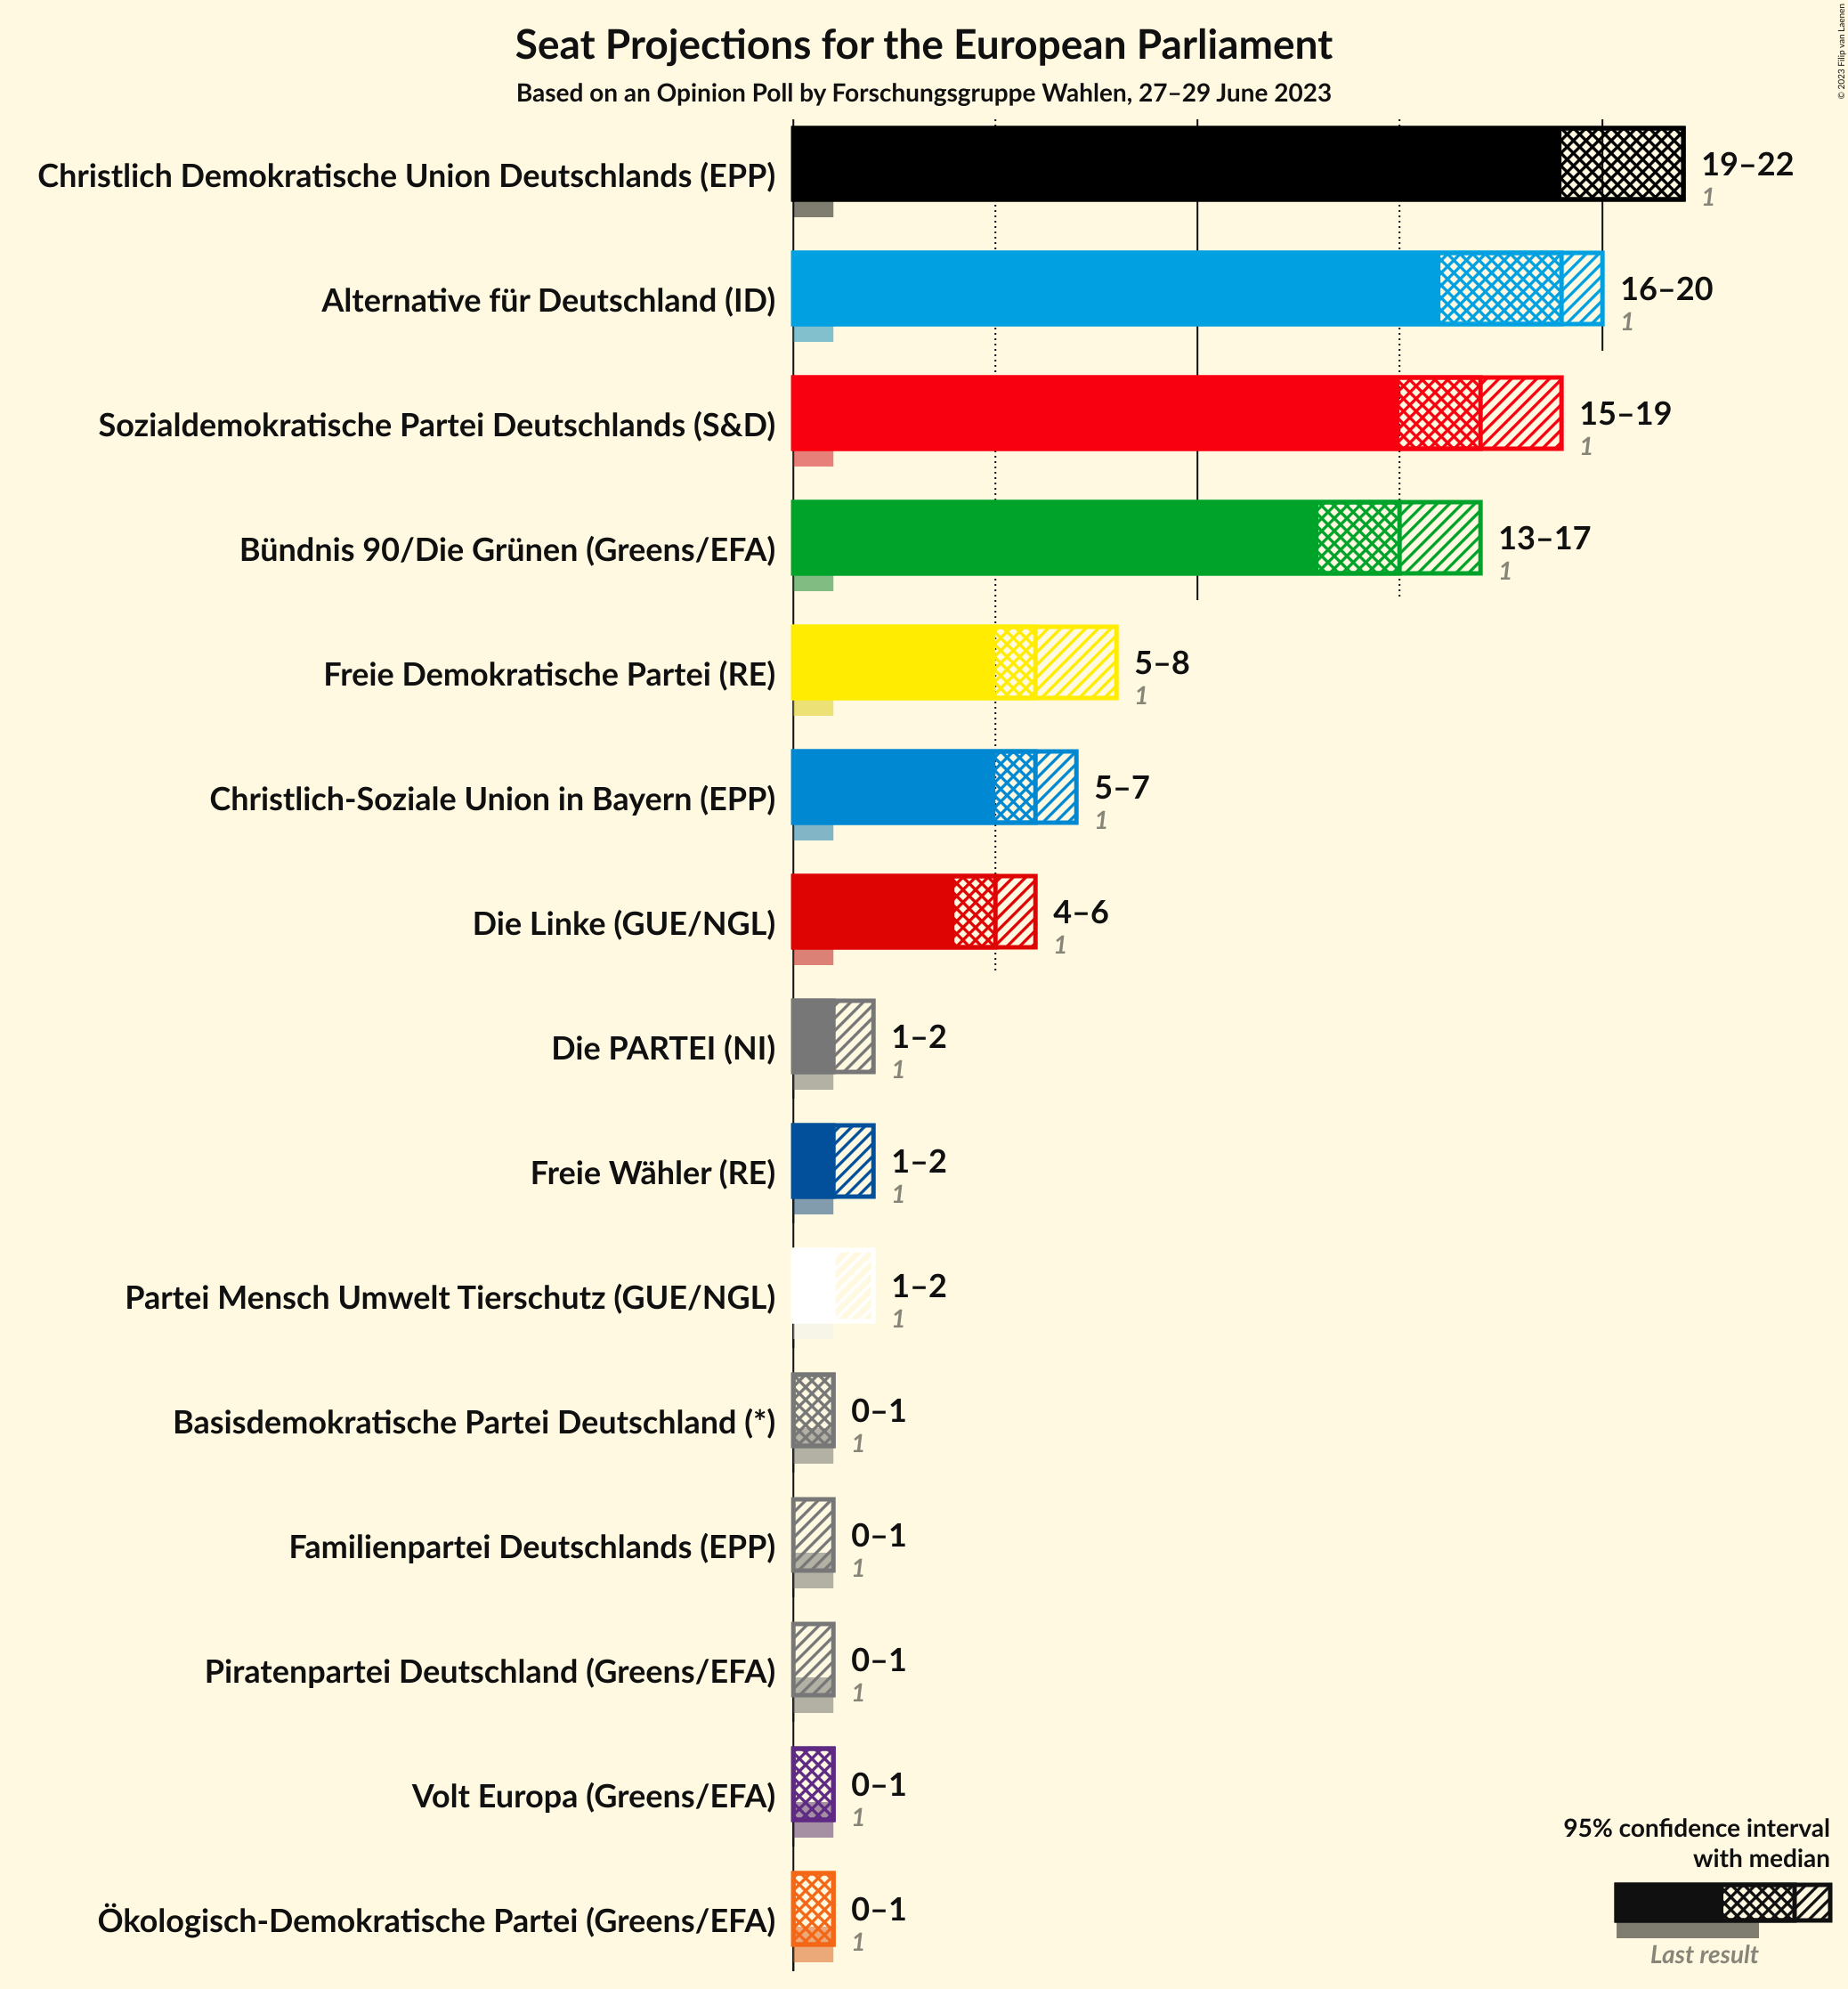 Seat Projections for the European Parliament
Based on an Opinion Poll by Forschungsgruppe Wahlen, 27–29 June 2023
© 2023 Filip van Laenen
Christlich Demokratische Union Deutschlands (EPP)
19–22
1
Alternative für Deutschland (ID)
16–20
1
Sozialdemokratische Partei Deutschlands (S&D)
15–19
1
Bündnis 90/Die Grünen (Greens/EFA)
13–17
1
Freie Demokratische Partei (RE)
5–8
1
Christlich-Soziale Union in Bayern (EPP)
5–7
1
Die Linke (GUE/NGL)
4–6
1
Die PARTEI (NI)
1–2
1
Freie Wähler (RE)
1–2
1
Partei Mensch Umwelt Tierschutz (GUE/NGL)
1–2
1
Basisdemokratische Partei Deutschland (*)
0–1
1
Familienpartei Deutschlands (EPP)
0–1
1
Piratenpartei Deutschland (Greens/EFA)
0–1
1
Volt Europa (Greens/EFA)
0–1
1
Ökologisch-Demokratische Partei (Greens/EFA)
0–1
1
95% confidence interval
with median
Last result